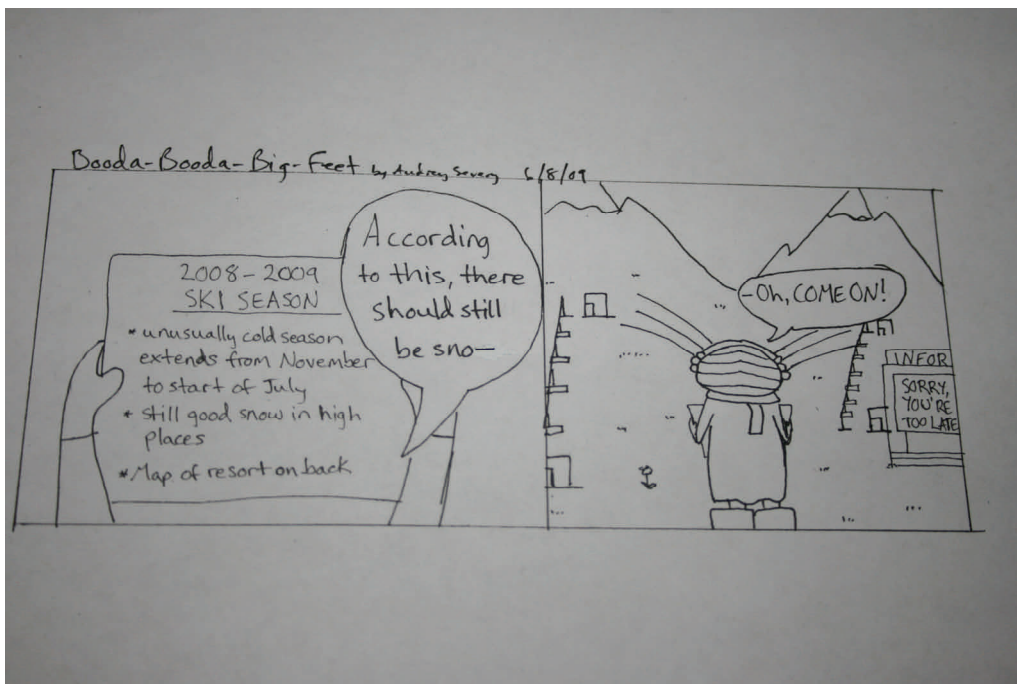 Booda-Booda-Big-Feet by Audrey Severy 6/8/09
2008-2009
SKI SEASON
* unusually cold season
extends from November
to start of July
* still good snow in high
places
* Map of resort on back
According
to this, there
should still
be sno—
-Oh, COME ON!
INFOR
SORRY,
YOU'RE
TOO LATE